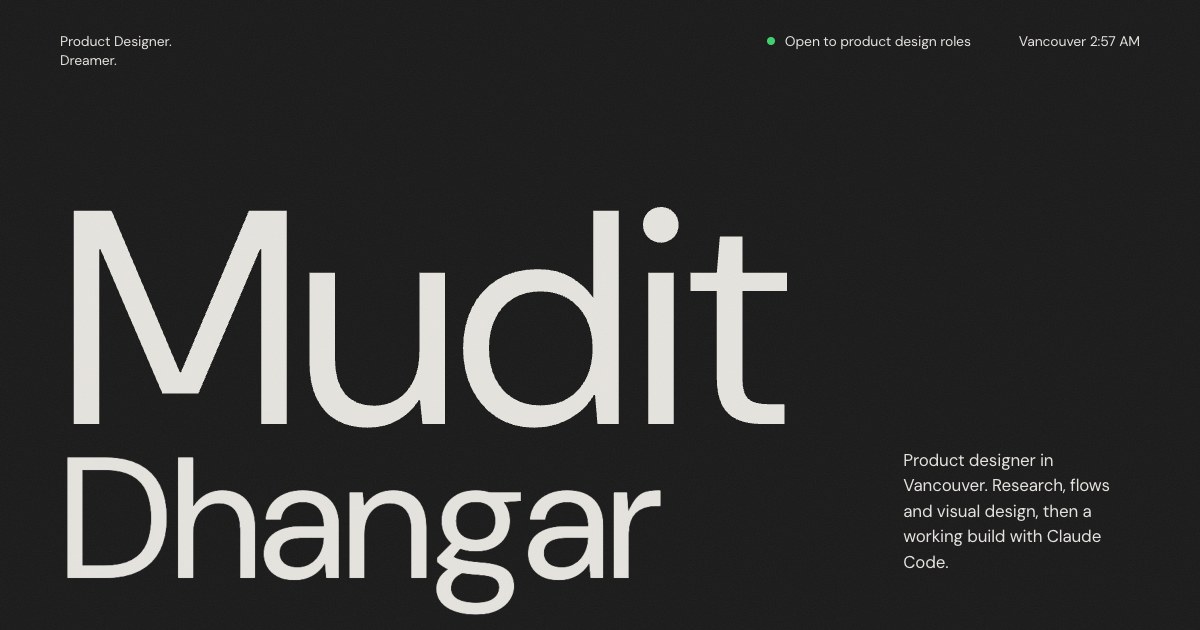 Product Designer.
Dreamer.
Open to product design roles
Vancouver 2:57 AM
Mudit
Dhangar
Product designer in
Vancouver. Research, flows
and visual design, then a
working build with Claude
Code.